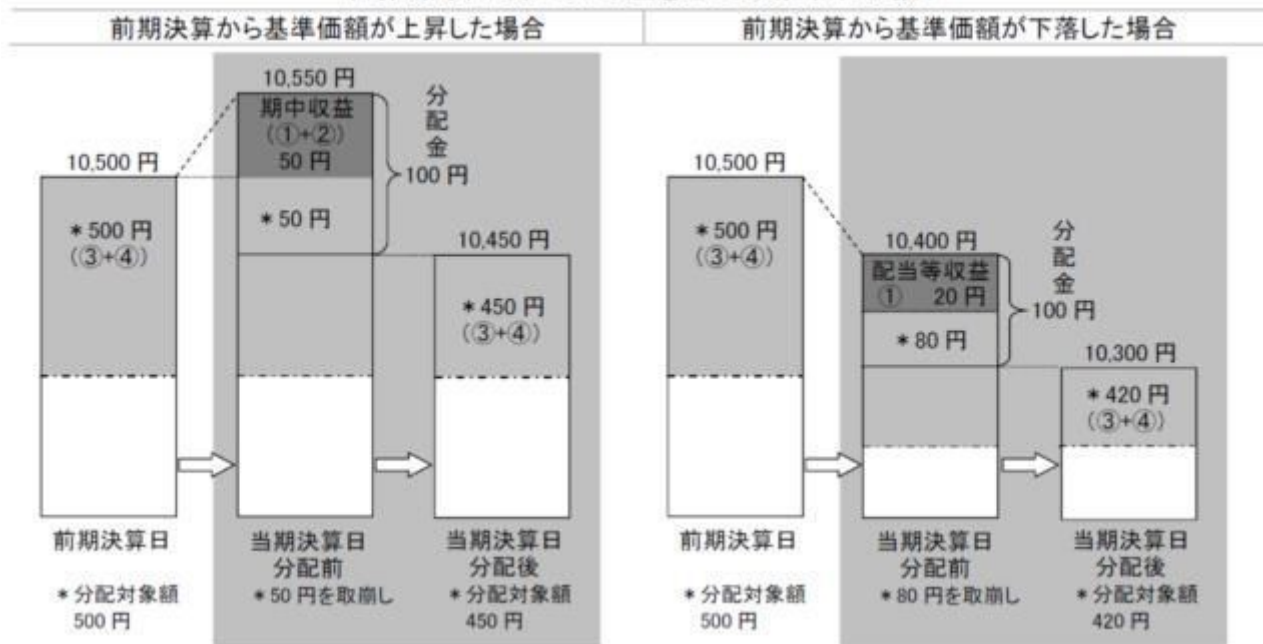 前期決算から基準価額が上昇した場合
10,550 円
期中収益
(①+②)
50 円
分配金
100 円
10,500 円
*500 円
(③+④)
*50 円
10,450 円
*450 円
(③+④)
前期決算日
*分配対象額
500 円
当期決算日
分配前
*50 円を取崩し
当期決算日
分配後
*分配対象額
450 円
前期決算から基準価額が下落した場合
10,500 円
*500 円
(③+④)
10,400 円
配当等収益
① 20 円
分配金
100 円
*80 円
10,300 円
*420 円
(③+④)
前期決算日
*分配対象額
500 円
当期決算日
分配前
*80 円を取崩し
当期決算日
分配後
*分配対象額
420 円